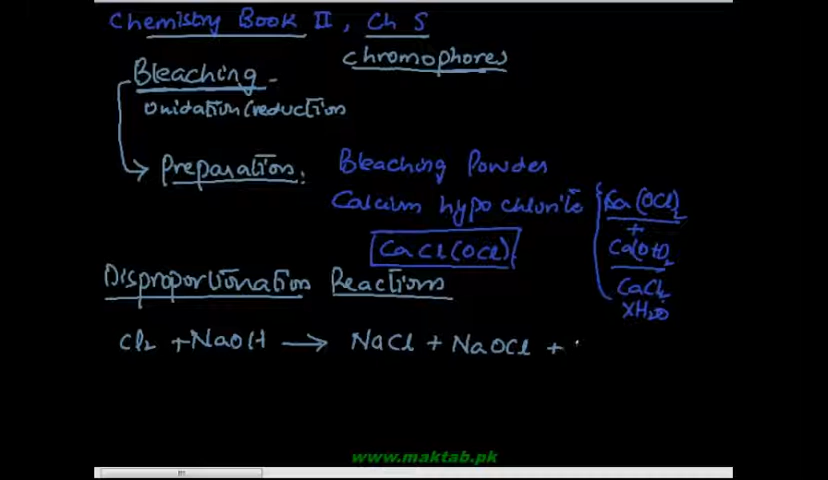 Chemistry Book II, Ch 5
Chromophores
Bleaching
Oxidation/reduction
Preparation:
Bleaching Powder
Calcium hypochlorite
Ca(OCl)2
+
Ca(OH)2
CaCl2
XH2O
CaCl(OCl)
Disproportionation Reactions
Cl2 + NaOH → NaCl + NaOCl +
www.maktab.pk